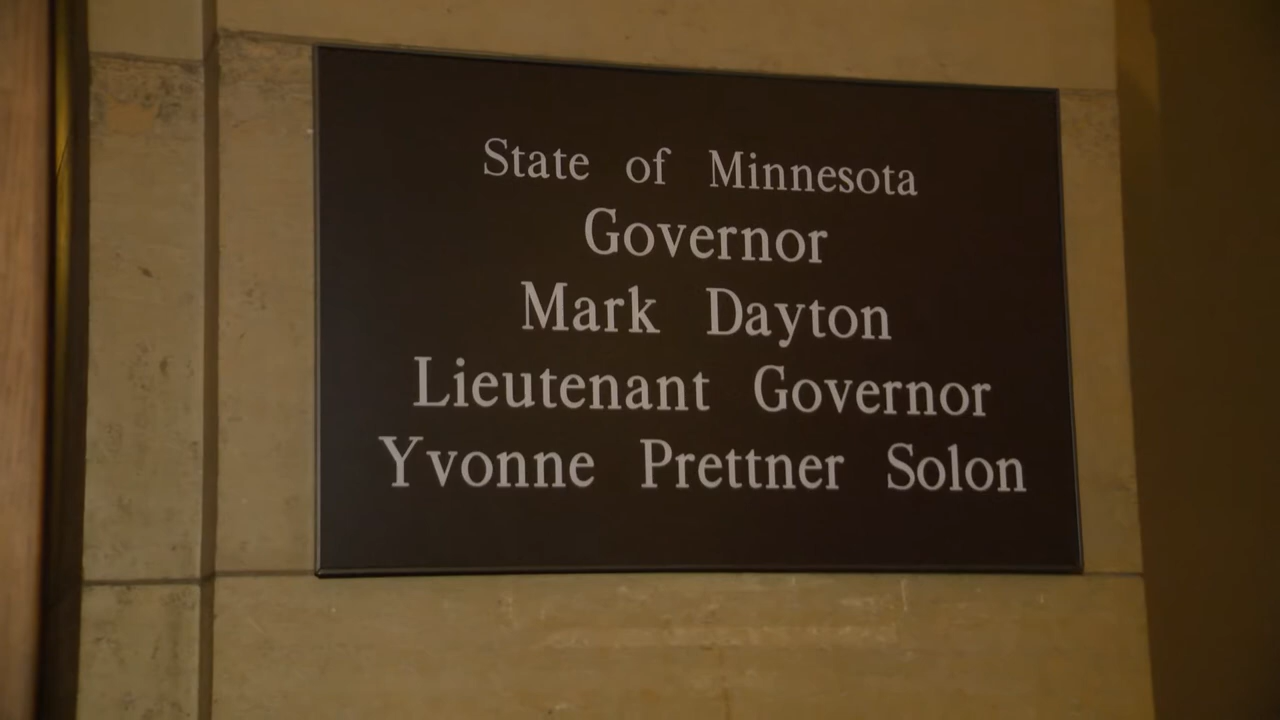 State of Minnesota
Governor
Mark Dayton
Lieutenant Governor
Yvonne Prettner Solon